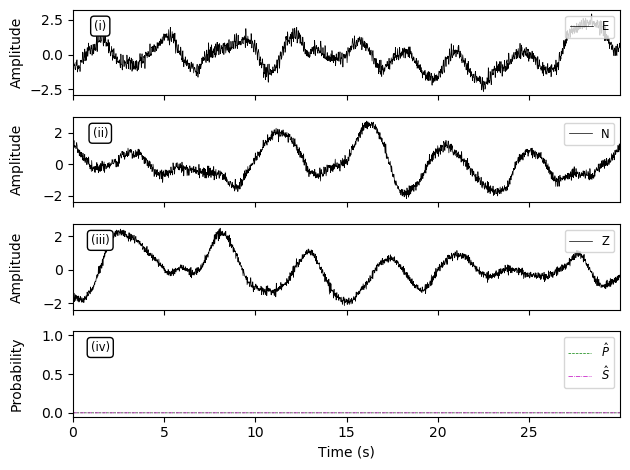 (i)
E
Amplitude
2.5
0.0
−2.5
(ii)
N
Amplitude
2
0
−2
(iii)
Z
Amplitude
2
0
−2
(iv)
P̂
Ŝ
Probability
1.0
0.5
0.0
0 5 10 15 20 25
Time (s)